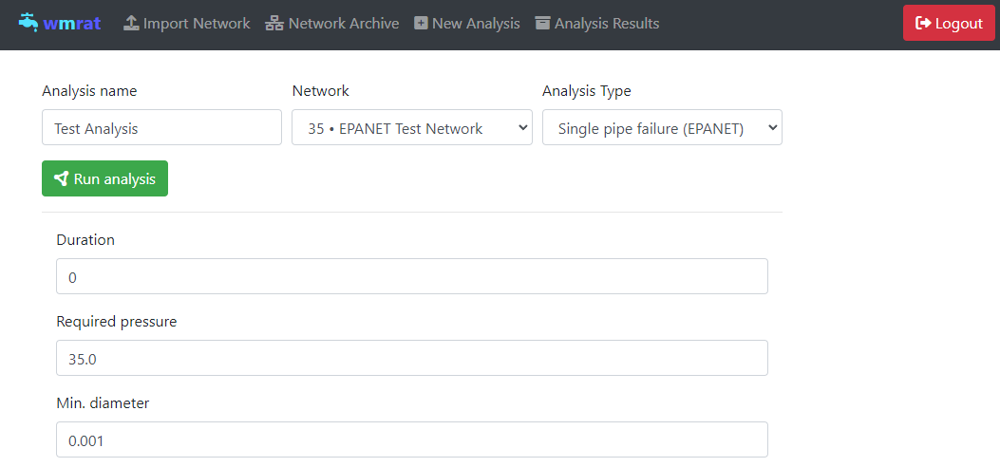 wmrat Import Network Network Archive New Analysis Analysis Results Logout
Analysis name Network Analysis Type
Test Analysis 35 • EPANET Test Network Single pipe failure (EPANET)
Run analysis
Duration
0
Required pressure
35.0
Min. diameter
0.001